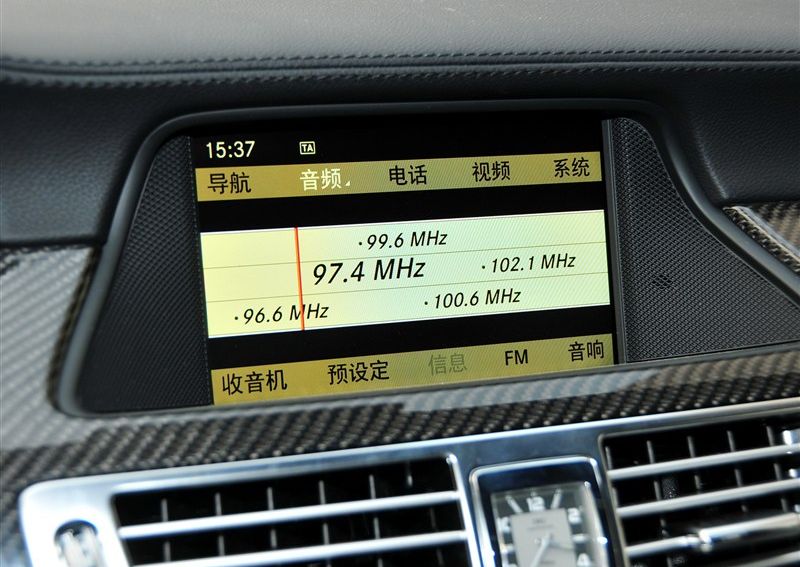 15:37 TA
导航 音频 电话 视频 系统
·99.6 MHz
97.4 MHz ·102.1 MHz
·96.6 MHz ·100.6 MHz
收音机 预设定 信息 FM 音响